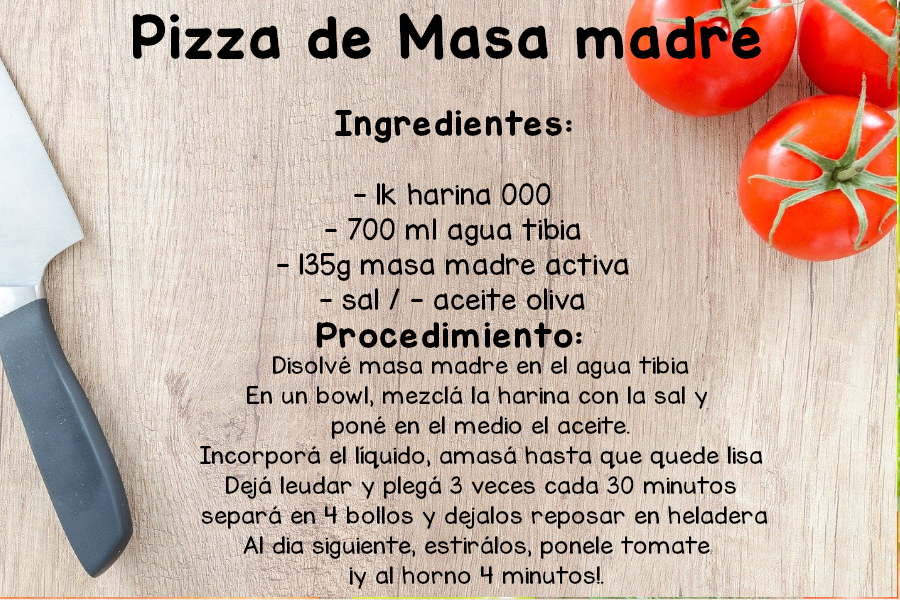 Pizza de Masa madre
Ingredientes:
- 1k harina 000
- 700 ml agua tibia
- 135g masa madre activa
- sal / - aceite oliva
Procedimiento:
Disolvé masa madre en el agua tibia
En un bowl, mezclá la harina con la sal y
poné en el medio el aceite.
Incorporá el líquido, amasá hasta que quede lisa
Dejá leudar y plegá 3 veces cada 30 minutos
separá en 4 bollos y dejalos reposar en heladera
Al dia siguiente, estirálos, ponele tomate
¡y al horno 4 minutos!.